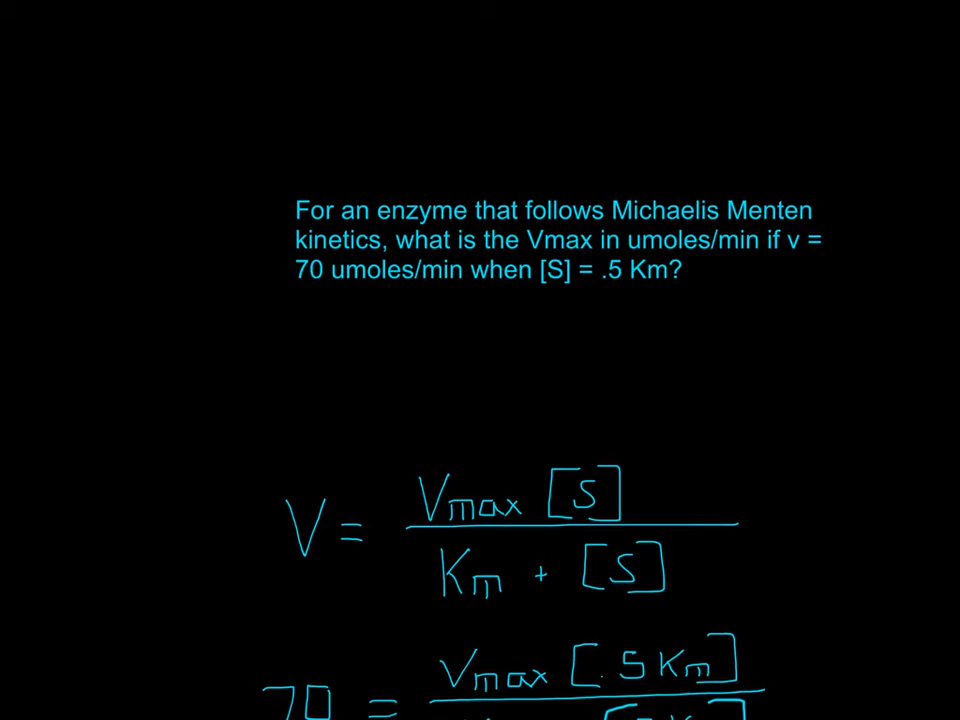 For an enzyme that follows Michaelis Menten
kinetics, what is the Vmax in umoles/min if v =
70 umoles/min when [S] = .5 Km?
V = Vmax [S]
Km + [S]
70 = Vmax [.5 Km]